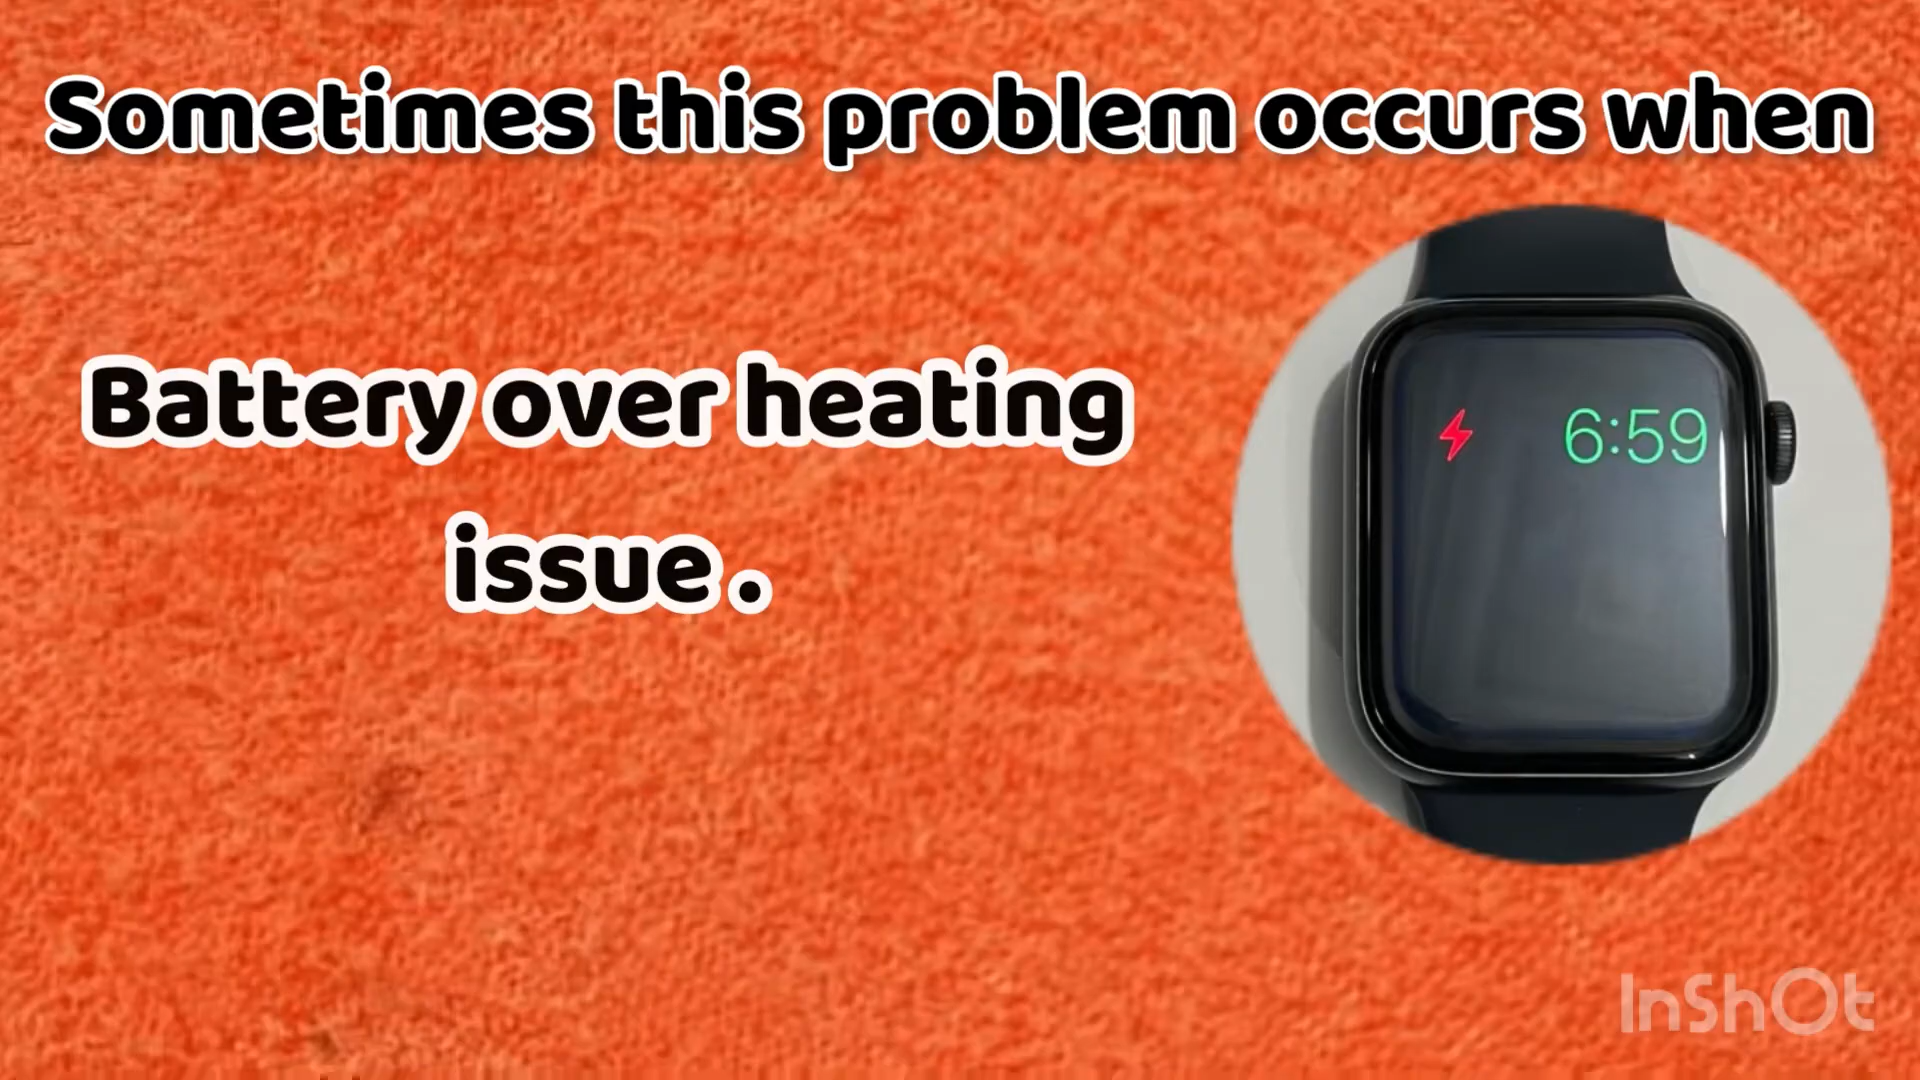 Sometimes this problem occurs when
Battery over heating
issue .
6:59
InShOt